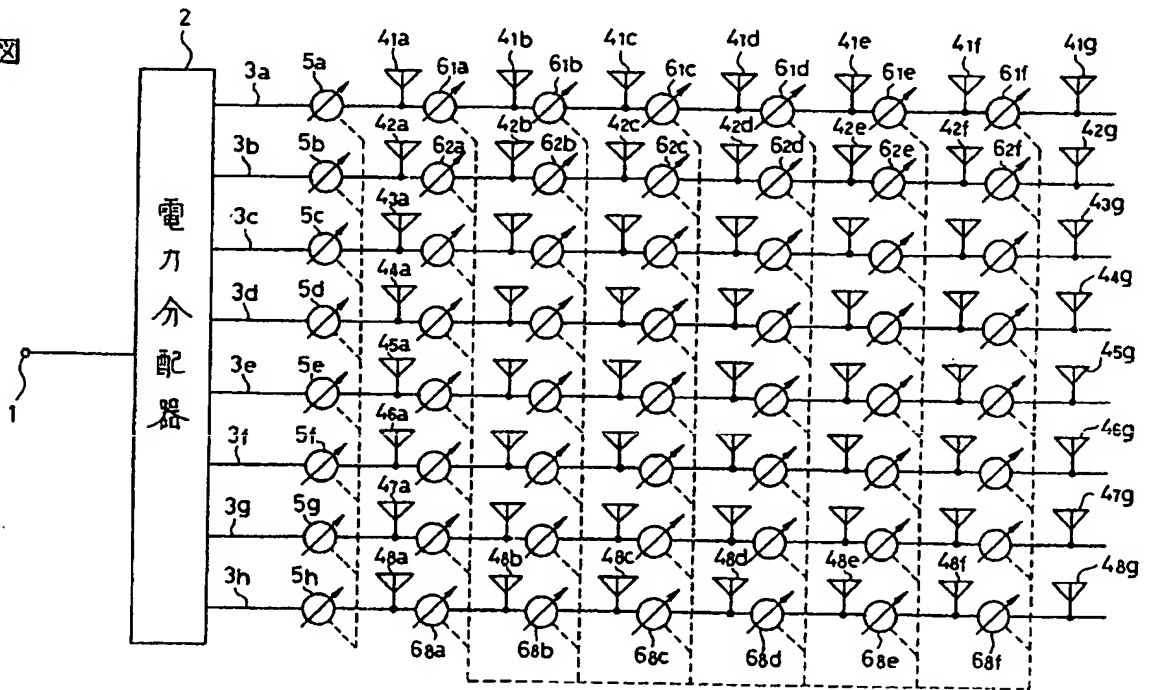 図
2
電力分配器
1
3a 5a 41a 61a 41b 61b 41c 61c 41d 61d 41e 61e 41f 61f 41g
3b 5b 42a 62a 42b 62b 42c 62c 42d 62d 42e 62e 42f 62f 42g
3c 5c 43a 43g
3d 5d 44a 44g
3e 5e 45a 45g
3f 5f 46a 46g
3g 5g 47a 47g
3h 5h 48a 48b 48c 48d 48e 48f 48g
68a 68b 68c 68d 68e 68f